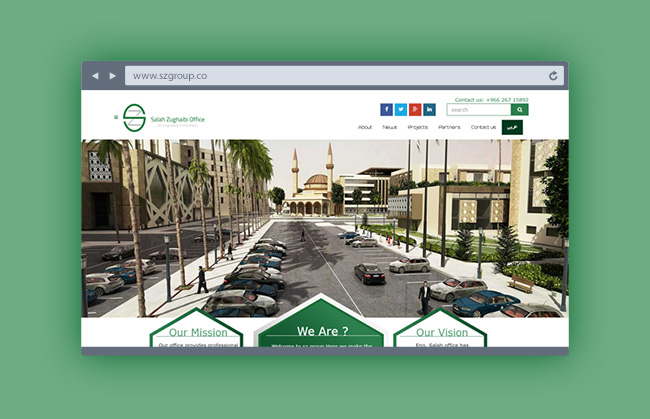 www.szgroup.co
Contact us: +966 267 15892
search
SZ
Salah Zughaibi Office
About News Projects Partners Contact us عربي
Our Mission
Our office provides professional
We Are ?
Welcome to sz group Here we make the
Our Vision
Eng. Salah office has